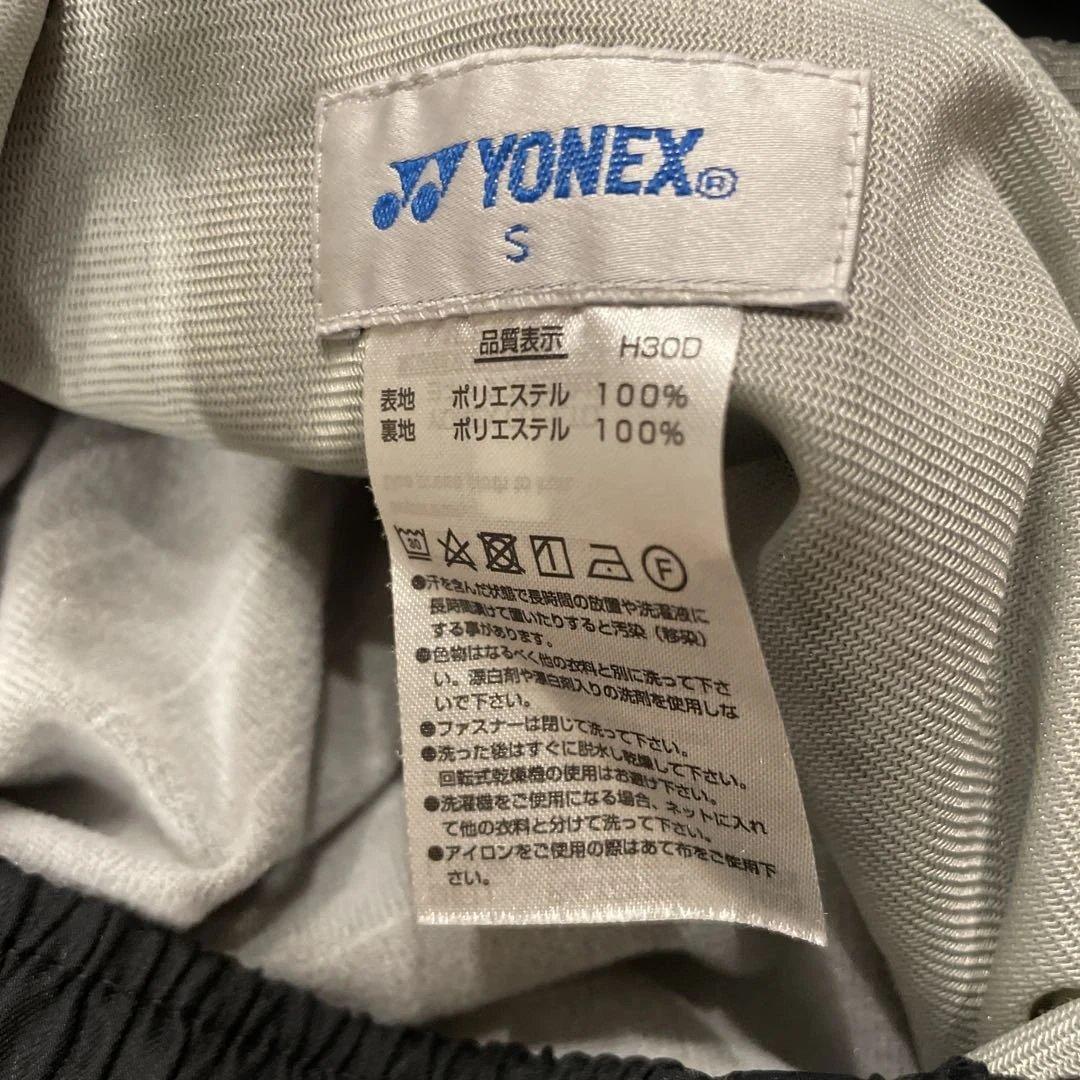 YONEX®
S
品質表示 H30D
表地 ポリエステル 100%
裏地 ポリエステル 100%
30
F
●汗を含んだ状態で長時間の放置や洗濯液に
長時間漬けて置いたりすると汚染（移染）
する事があります。
●色物はなるべく他の衣料と別に洗って下さ
い。漂白剤や漂白剤入りの洗剤を使用しな
いで下さい。
●ファスナーは閉じて洗って下さい。
●洗った後はすぐに脱水し乾燥して下さい。
回転式乾燥機の使用はお避け下さい。
●洗濯機をご使用になる場合、ネットに入れ
て他の衣料と分けて洗って下さい。
●アイロンをご使用の際はあて布をご使用下
さい。